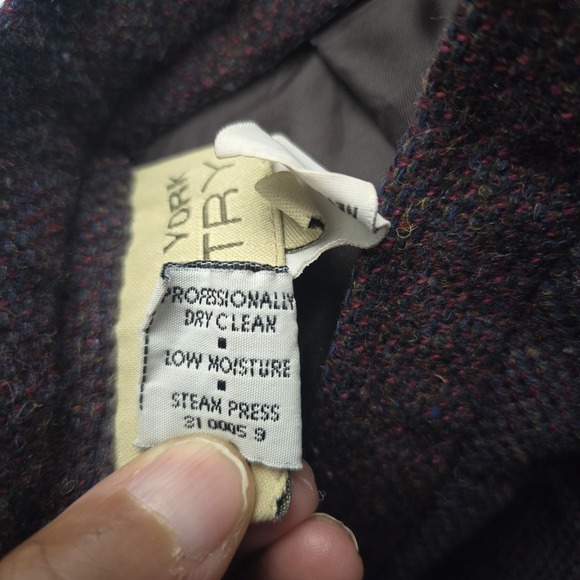 YORK
TRY
PROFESSIONALLY
DRY CLEAN
LOW MOISTURE
STEAM PRESS
31 0005 9